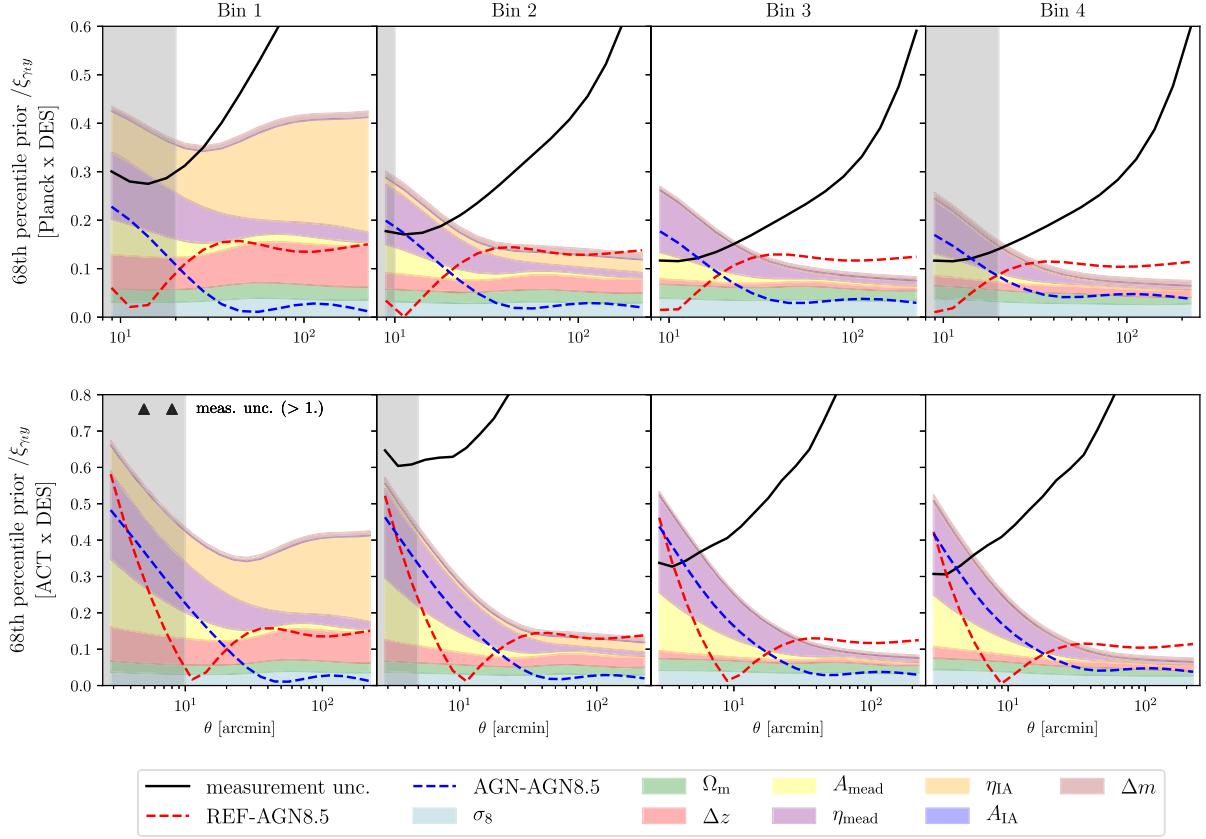 Bin 1 Bin 2 Bin 3 Bin 4
68th percentile prior /ξγₜy
[Planck x DES]
0.6
0.5
0.4
0.3
0.2
0.1
0.0
10¹ 10² 10¹ 10² 10¹ 10² 10¹ 10²
68th percentile prior /ξγₜy
[ACT x DES]
▲ ▲ meas. unc. (> 1.)
0.8
0.7
0.6
0.5
0.4
0.3
0.2
0.1
0.0
10¹ 10² 10¹ 10² 10¹ 10² 10¹ 10²
θ [arcmin] θ [arcmin] θ [arcmin] θ [arcmin]
measurement unc. AGN-AGN8.5 Ωm Amead ηIA Δm
REF-AGN8.5 σ8 Δz ηmead AIA